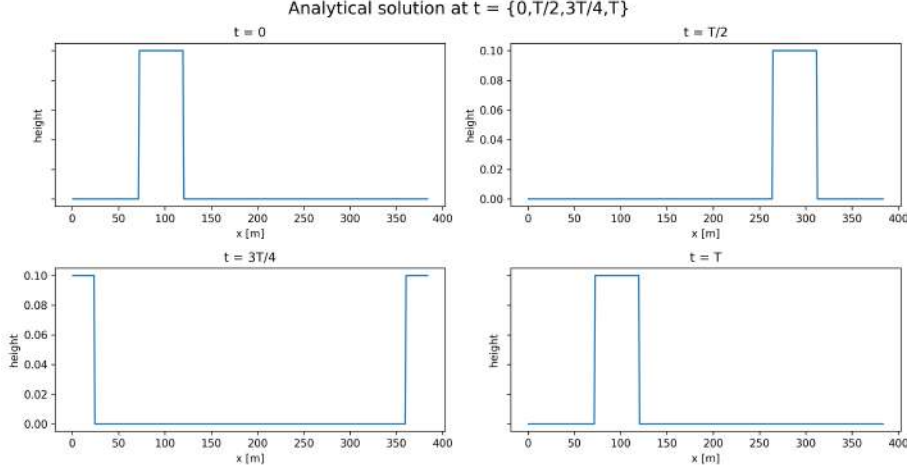 Analytical solution at t = {0,T/2,3T/4,T}
t = 0
height
0 50 100 150 200 250 300 350 400
x [m]
t = T/2
height
0.10
0.08
0.06
0.04
0.02
0.00
0 50 100 150 200 250 300 350 400
x [m]
t = 3T/4
height
0.10
0.08
0.06
0.04
0.02
0.00
0 50 100 150 200 250 300 350 400
x [m]
t = T
height
0 50 100 150 200 250 300 350 400
x [m]